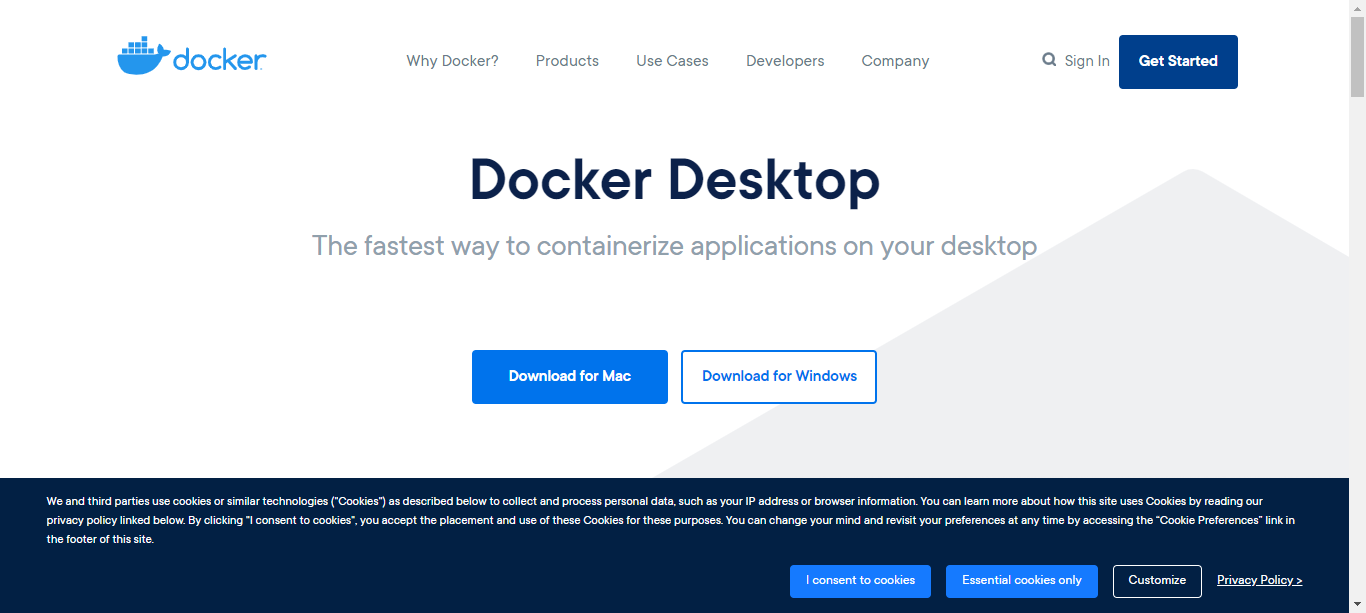 docker
Why Docker?
Products
Use Cases
Developers
Company
Sign In
Get Started
Docker Desktop
The fastest way to containerize applications on your desktop
Download for Mac
Download for Windows
We and third parties use cookies or similar technologies ("Cookies") as described below to collect and process personal data, such as your IP address or browser information. You can learn more about how this site uses Cookies by reading our
privacy policy linked below. By clicking "I consent to cookies", you accept the placement and use of these Cookies for these purposes. You can change your mind and revisit your preferences at any time by accessing the “Cookie Preferences” link in
the footer of this site.
I consent to cookies
Essential cookies only
Customize
Privacy Policy >